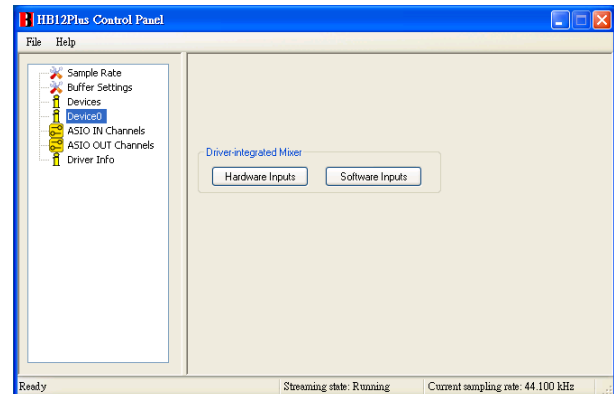 HB12Plus Control Panel
File Help
Sample Rate
Buffer Settings
Devices
Device0
ASIO IN Channels
ASIO OUT Channels
Driver Info
Driver-integrated Mixer
Hardware Inputs Software Inputs
Ready Streaming state: Running Current sampling rate: 44.100 kHz